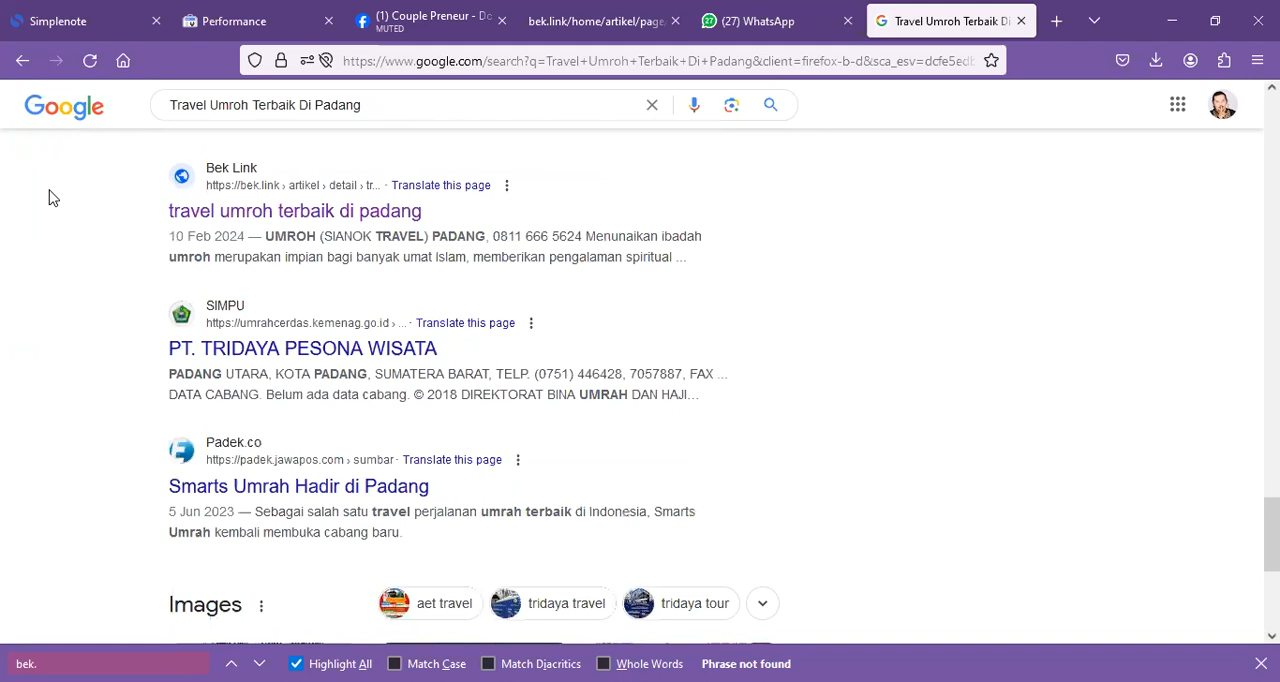 Simplenote
Performance
(1) Couple Preneur - Do
MUTED
bek.link/home/artikel/page/
(27) WhatsApp
Travel Umroh Terbaik Di
https://www.google.com/search?q=Travel+Umroh+Terbaik+Di+Padang&client=firefox-b-d&sca_esv=dcfe5edb
Google
Travel Umroh Terbaik Di Padang
Bek Link
https://bek.link › artikel › detail › tr... · Translate this page
travel umroh terbaik di padang
10 Feb 2024 — UMROH (SIANOK TRAVEL) PADANG, 0811 666 5624 Menunaikan ibadah
umroh merupakan impian bagi banyak umat Islam, memberikan pengalaman spiritual ...
SIMPU
https://umrahcerdas.kemenag.go.id › ... · Translate this page
PT. TRIDAYA PESONA WISATA
PADANG UTARA, KOTA PADANG, SUMATERA BARAT, TELP. (0751) 446428, 7057887, FAX ...
DATA CABANG. Belum ada data cabang. © 2018 DIREKTORAT BINA UMRAH DAN HAJI...
Padek.co
https://padek.jawapos.com › sumbar · Translate this page
Smarts Umrah Hadir di Padang
5 Jun 2023 — Sebagai salah satu travel perjalanan umrah terbaik di Indonesia, Smarts
Umrah kembali membuka cabang baru.
Images
aet travel
tridaya travel
tridaya tour
bek.
Highlight All
Match Case
Match Diacritics
Whole Words
Phrase not found